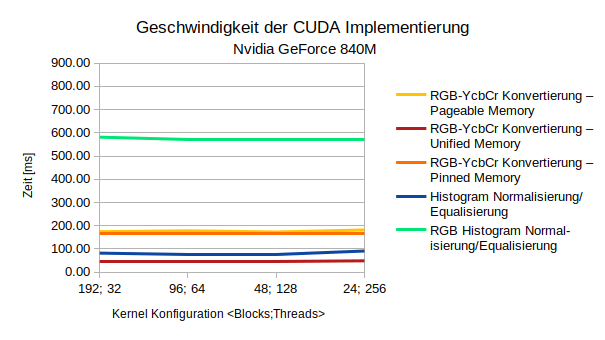 Geschwindigkeit der CUDA Implementierung
Nvidia GeForce 840M
900.00
800.00
700.00
600.00
500.00
400.00
300.00
200.00
100.00
0.00
Zeit [ms]
192; 32
96; 64
48; 128
24; 256
Kernel Konfiguration <Blocks;Threads>
RGB-YcbCr Konvertierung –
Pageable Memory
RGB-YcbCr Konvertierung –
Unified Memory
RGB-YcbCr Konvertierung –
Pinned Memory
Histogram Normalisierung/
Equalisierung
RGB Histogram Normal-
isierung/Equalisierung